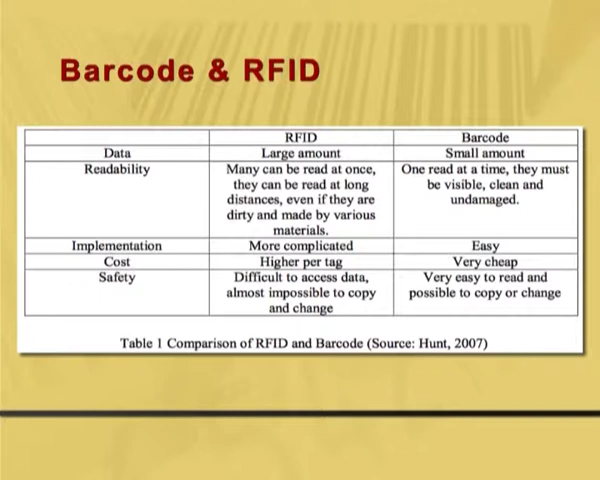 Barcode & RFID
RFID Barcode
Data Large amount Small amount
Readability Many can be read at once, One read at a time, they must
they can be read at long be visible, clean and
distances, even if they are undamaged.
dirty and made by various
materials.
Implementation More complicated Easy
Cost Higher per tag Very cheap
Safety Difficult to access data, Very easy to read and
almost impossible to copy possible to copy or change
and change
Table 1 Comparison of RFID and Barcode (Source: Hunt, 2007)